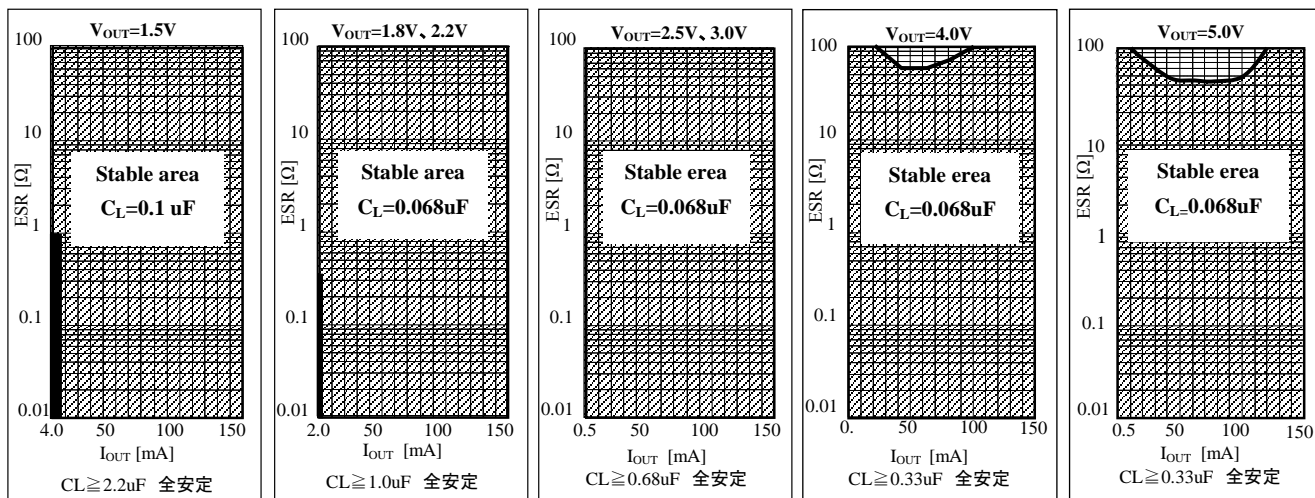 VOUT=1.5V
100
10
1
0.1
0.01
ESR [Ω]
Stable area
CL=0.1 uF
4.0 50 100 150
IOUT [mA]
CL≧2.2uF 全安定
VOUT=1.8V、2.2V
100
10
1
0.1
0.01
ESR [Ω]
Stable area
CL=0.068uF
2.0 50 100 150
IOUT [mA]
CL≧1.0uF 全安定
VOUT=2.5V、3.0V
100
10
1
0.1
0.01
ESR [Ω]
Stable erea
CL=0.068uF
0.5 50 100 150
IOUT [mA]
CL≧0.68uF 全安定
VOUT=4.0V
100
10
1
0.1
0.01
ESR [Ω]
Stable erea
CL=0.068uF
0. 50 100 150
IOUT [mA]
CL≧0.33uF 全安定
VOUT=5.0V
100
10
1
0.1
0.01
ESR [Ω]
Stable erea
CL=0.068uF
0.5 50 100 150
IOUT [mA]
CL≧0.33uF 全安定